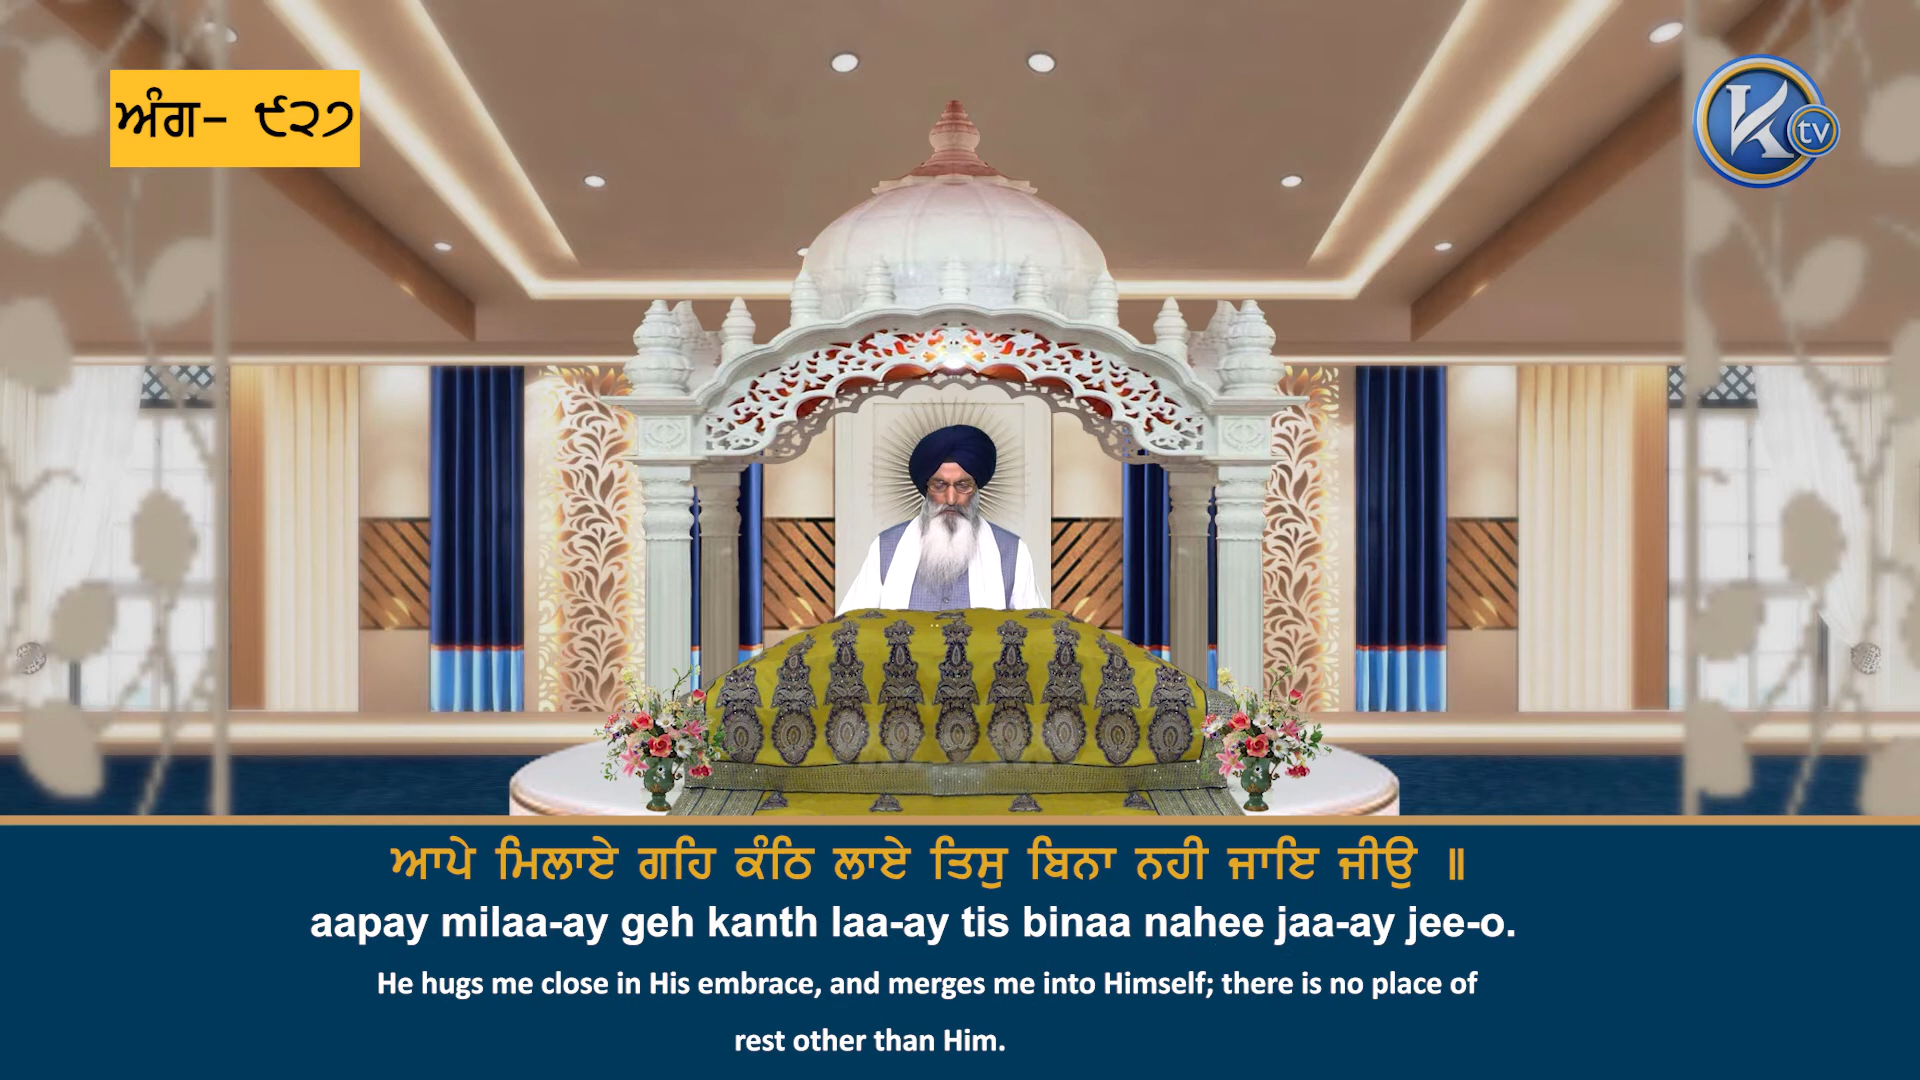 ਅੰਗ- ੯੨੭
K tv
ਆਪੇ ਮਿਲਾਏ ਗਹਿ ਕੰਠਿ ਲਾਏ ਤਿਸੁ ਬਿਨਾ ਨਹੀ ਜਾਇ ਜੀਉ ॥
aapay milaa-ay geh kanth laa-ay tis binaa nahee jaa-ay jee-o.
He hugs me close in His embrace, and merges me into Himself; there is no place of
rest other than Him.